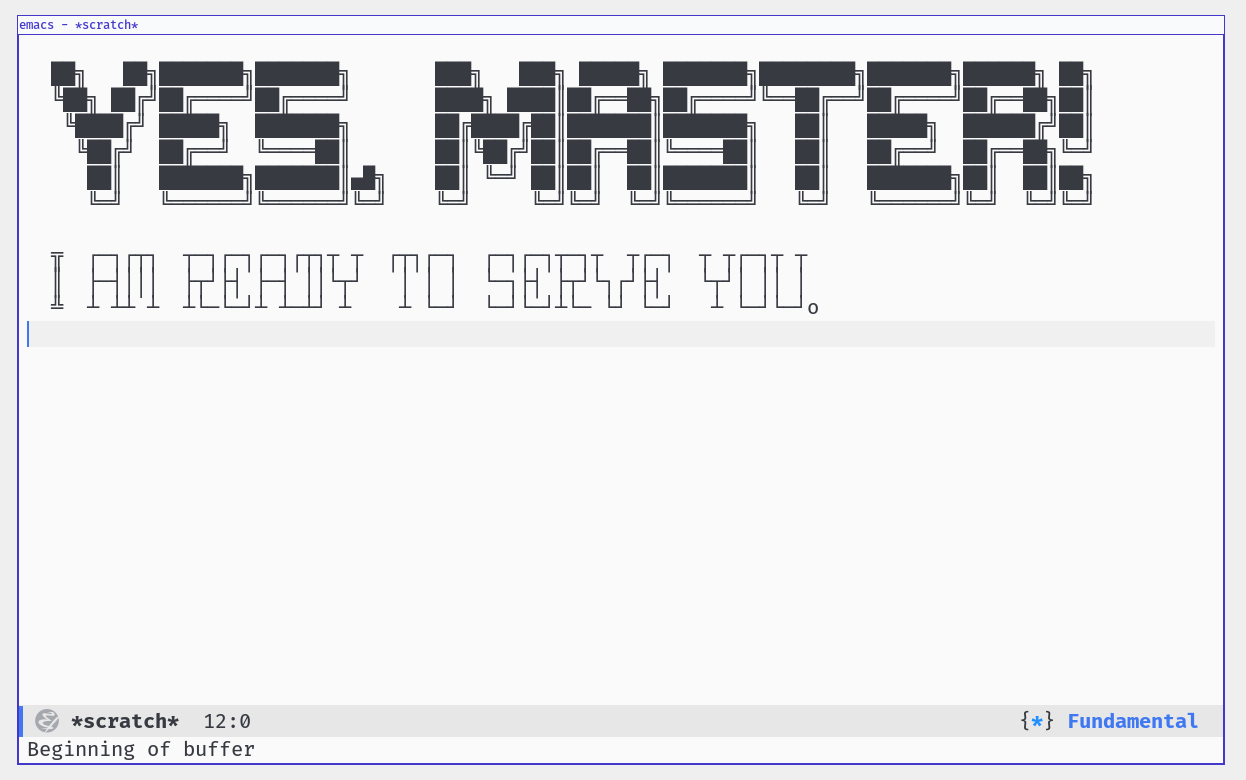 emacs - *scratch*
YES, MASTER!
I AM READY TO SERVE YOU.
*scratch* 12:0 {*} Fundamental
Beginning of buffer